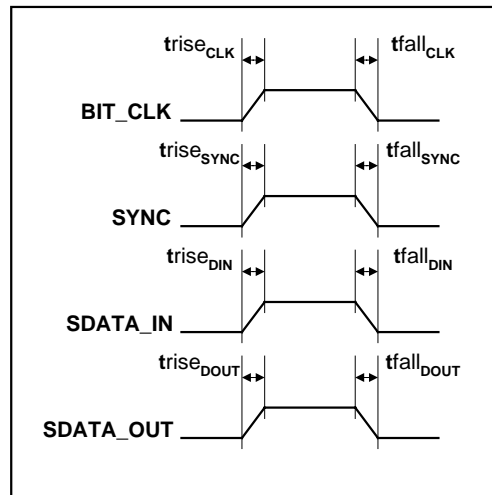 triseCLK tfallCLK
BIT_CLK
triseSYNC tfallSYNC
SYNC
triseDIN tfallDIN
SDATA_IN
triseDOUT tfallDOUT
SDATA_OUT